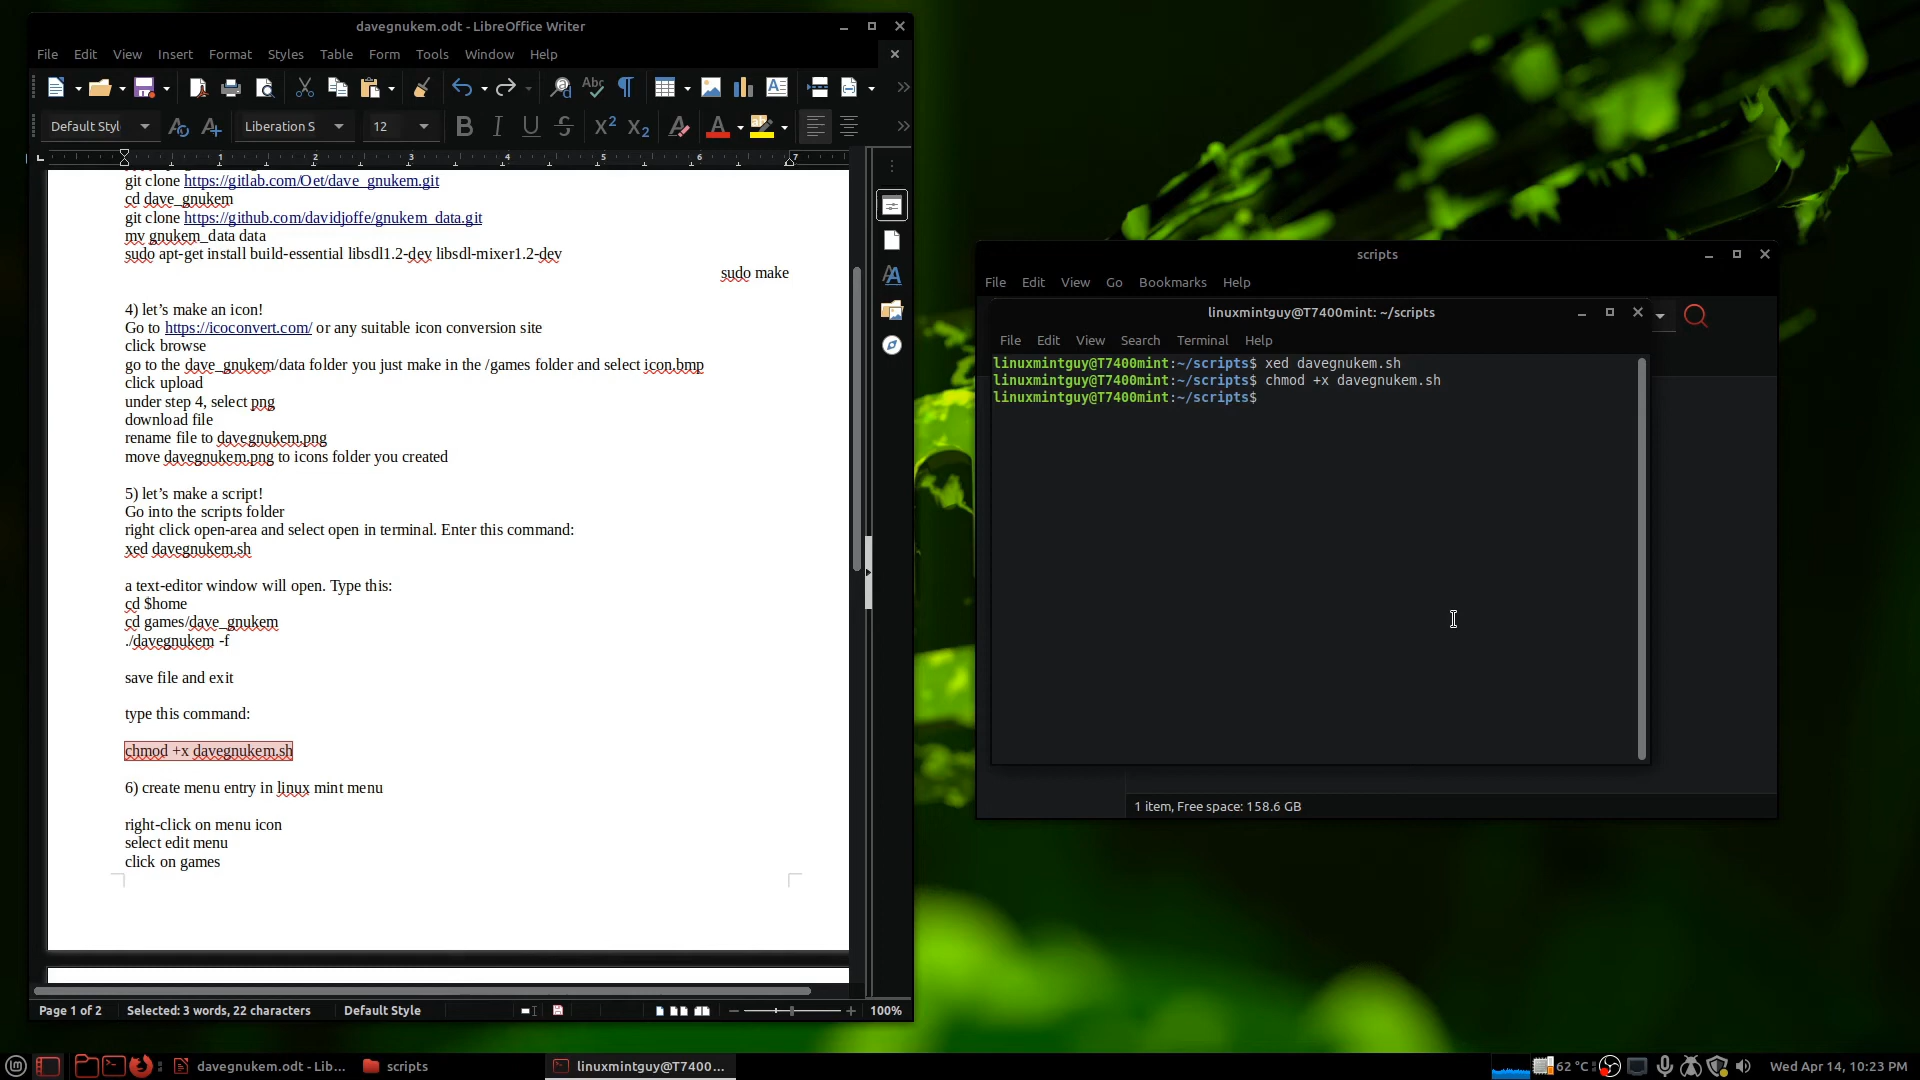 davegnukem.odt - LibreOffice Writer
File Edit View Insert Format Styles Table Form Tools Window Help
Default Styl
Liberation S
12
1 2 3 4 5 6 7
git clone https://gitlab.com/Oet/dave_gnukem.git
cd dave_gnukem
git clone https://github.com/davidjoffe/gnukem_data.git
mv gnukem_data data
sudo apt-get install build-essential libsdl1.2-dev libsdl-mixer1.2-dev
sudo make
4) let’s make an icon!
Go to https://icoconvert.com/ or any suitable icon conversion site
click browse
go to the dave_gnukem/data folder you just make in the /games folder and select icon.bmp
click upload
under step 4, select png
download file
rename file to davegnukem.png
move davegnukem.png to icons folder you created
5) let’s make a script!
Go into the scripts folder
right click open-area and select open in terminal. Enter this command:
xed davegnukem.sh
a text-editor window will open. Type this:
cd $home
cd games/dave_gnukem
./davegnukem -f
save file and exit
type this command:
chmod +x davegnukem.sh
6) create menu entry in linux mint menu
right-click on menu icon
select edit menu
click on games
Page 1 of 2 Selected: 3 words, 22 characters Default Style 100%
scripts
File Edit View Go Bookmarks Help
linuxmintguy@T7400mint: ~/scripts
File Edit View Search Terminal Help
linuxmintguy@T7400mint:~/scripts$ xed davegnukem.sh
linuxmintguy@T7400mint:~/scripts$ chmod +x davegnukem.sh
linuxmintguy@T7400mint:~/scripts$
1 item, Free space: 158.6 GB
davegnukem.odt - Lib... scripts linuxmintguy@T7400... 62 °C Wed Apr 14, 10:23 PM